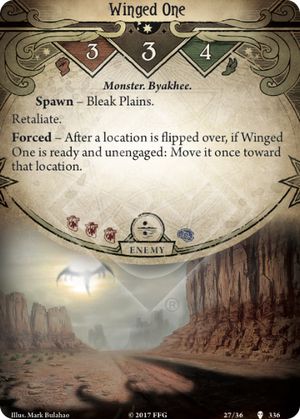 Winged One
3 3 4
Monster. Byakhee.
Spawn – Bleak Plains.
Retaliate.
Forced – After a location is flipped over, if Winged
One is ready and unengaged: Move it once toward
that location.
ENEMY
Illus. Mark Bulahao © 2017 FFG 27/36 336